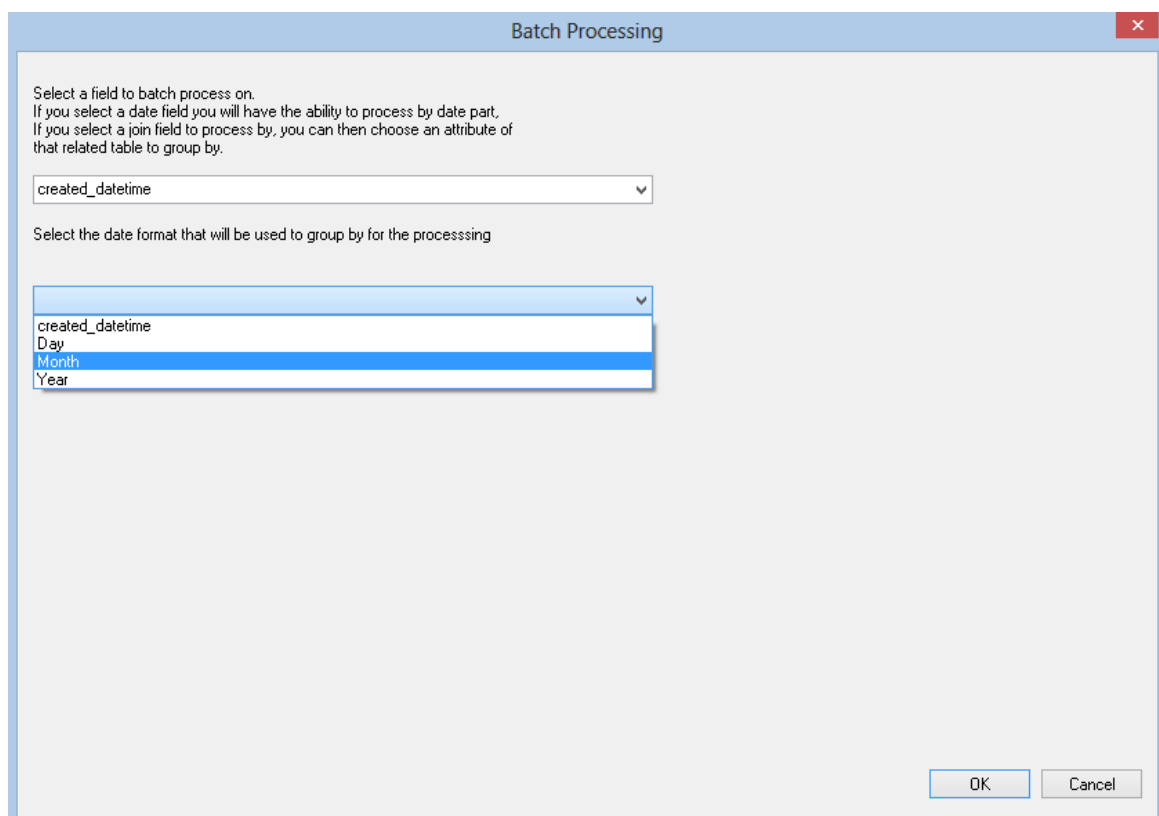 Batch Processing
Select a field to batch process on.
If you select a date field you will have the ability to process by date part,
If you select a join field to process by, you can then choose an attribute of
that related table to group by.
created_datetime
Select the date format that will be used to group by for the processsing
created_datetime
Day
Month
Year
OK
Cancel